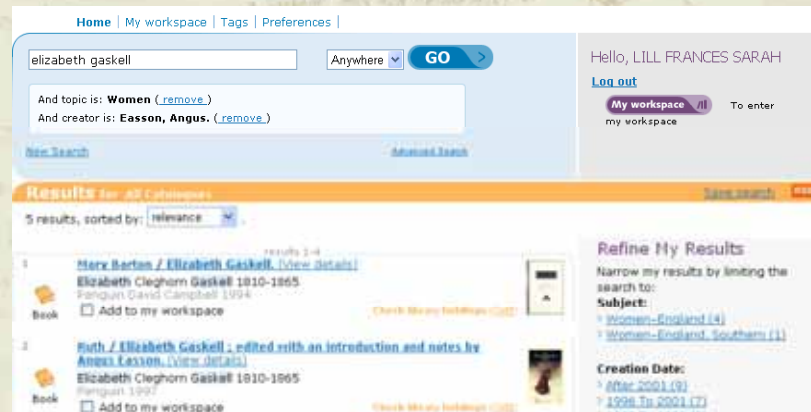 Home | My workspace | Tags | Preferences |
elizabeth gaskell
Anywhere
GO >
Hello, LILL FRANCES SARAH
Log out
And topic is: Women ( remove )
And creator is: Easson, Angus. ( remove )
My workspace
To enter
my workspace
New Search
Advanced Search
Results for All Catalogues
Save search
5 results, sorted by: relevance
results 1-4
1
Mary Barton / Elizabeth Gaskell. (View details)
Elizabeth Cleghorn Gaskell 1810-1865
Penguin David Campbell 1994
Book
Add to my workspace
Check library holdings
2
Ruth / Elizabeth Gaskell ; edited with an introduction and notes by
Angus Easson. (View details)
Elizabeth Cleghorn Gaskell 1810-1865
Penguin 1997
Book
Add to my workspace
Check library holdings
Refine My Results
Narrow my results by limiting the
search to:
Subject:
Women--England (4)
Women--England, Southern (1)
Creation Date:
After 2001 (9)
1996 To 2001 (7)